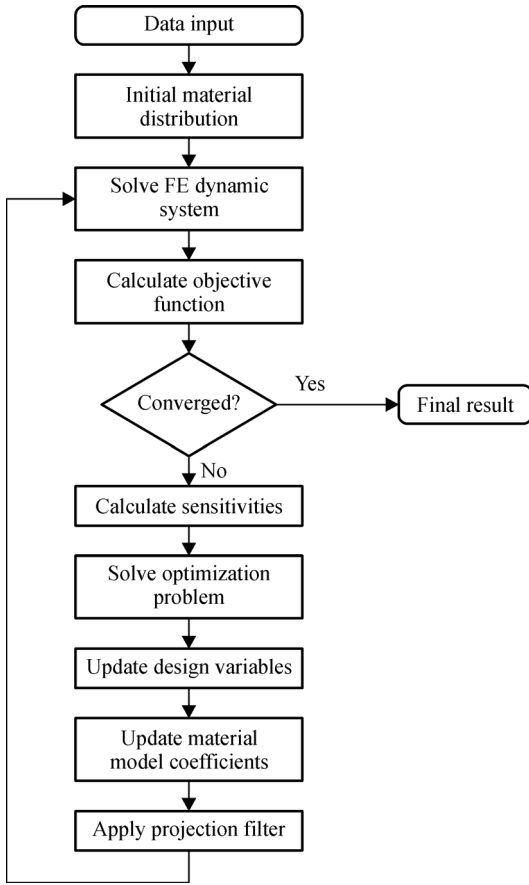 Data input
Initial material
distribution
Solve FE dynamic
system
Calculate objective
function
Converged?
Yes
Final result
No
Calculate sensitivities
Solve optimization
problem
Update design variables
Update material
model coefficients
Apply projection filter